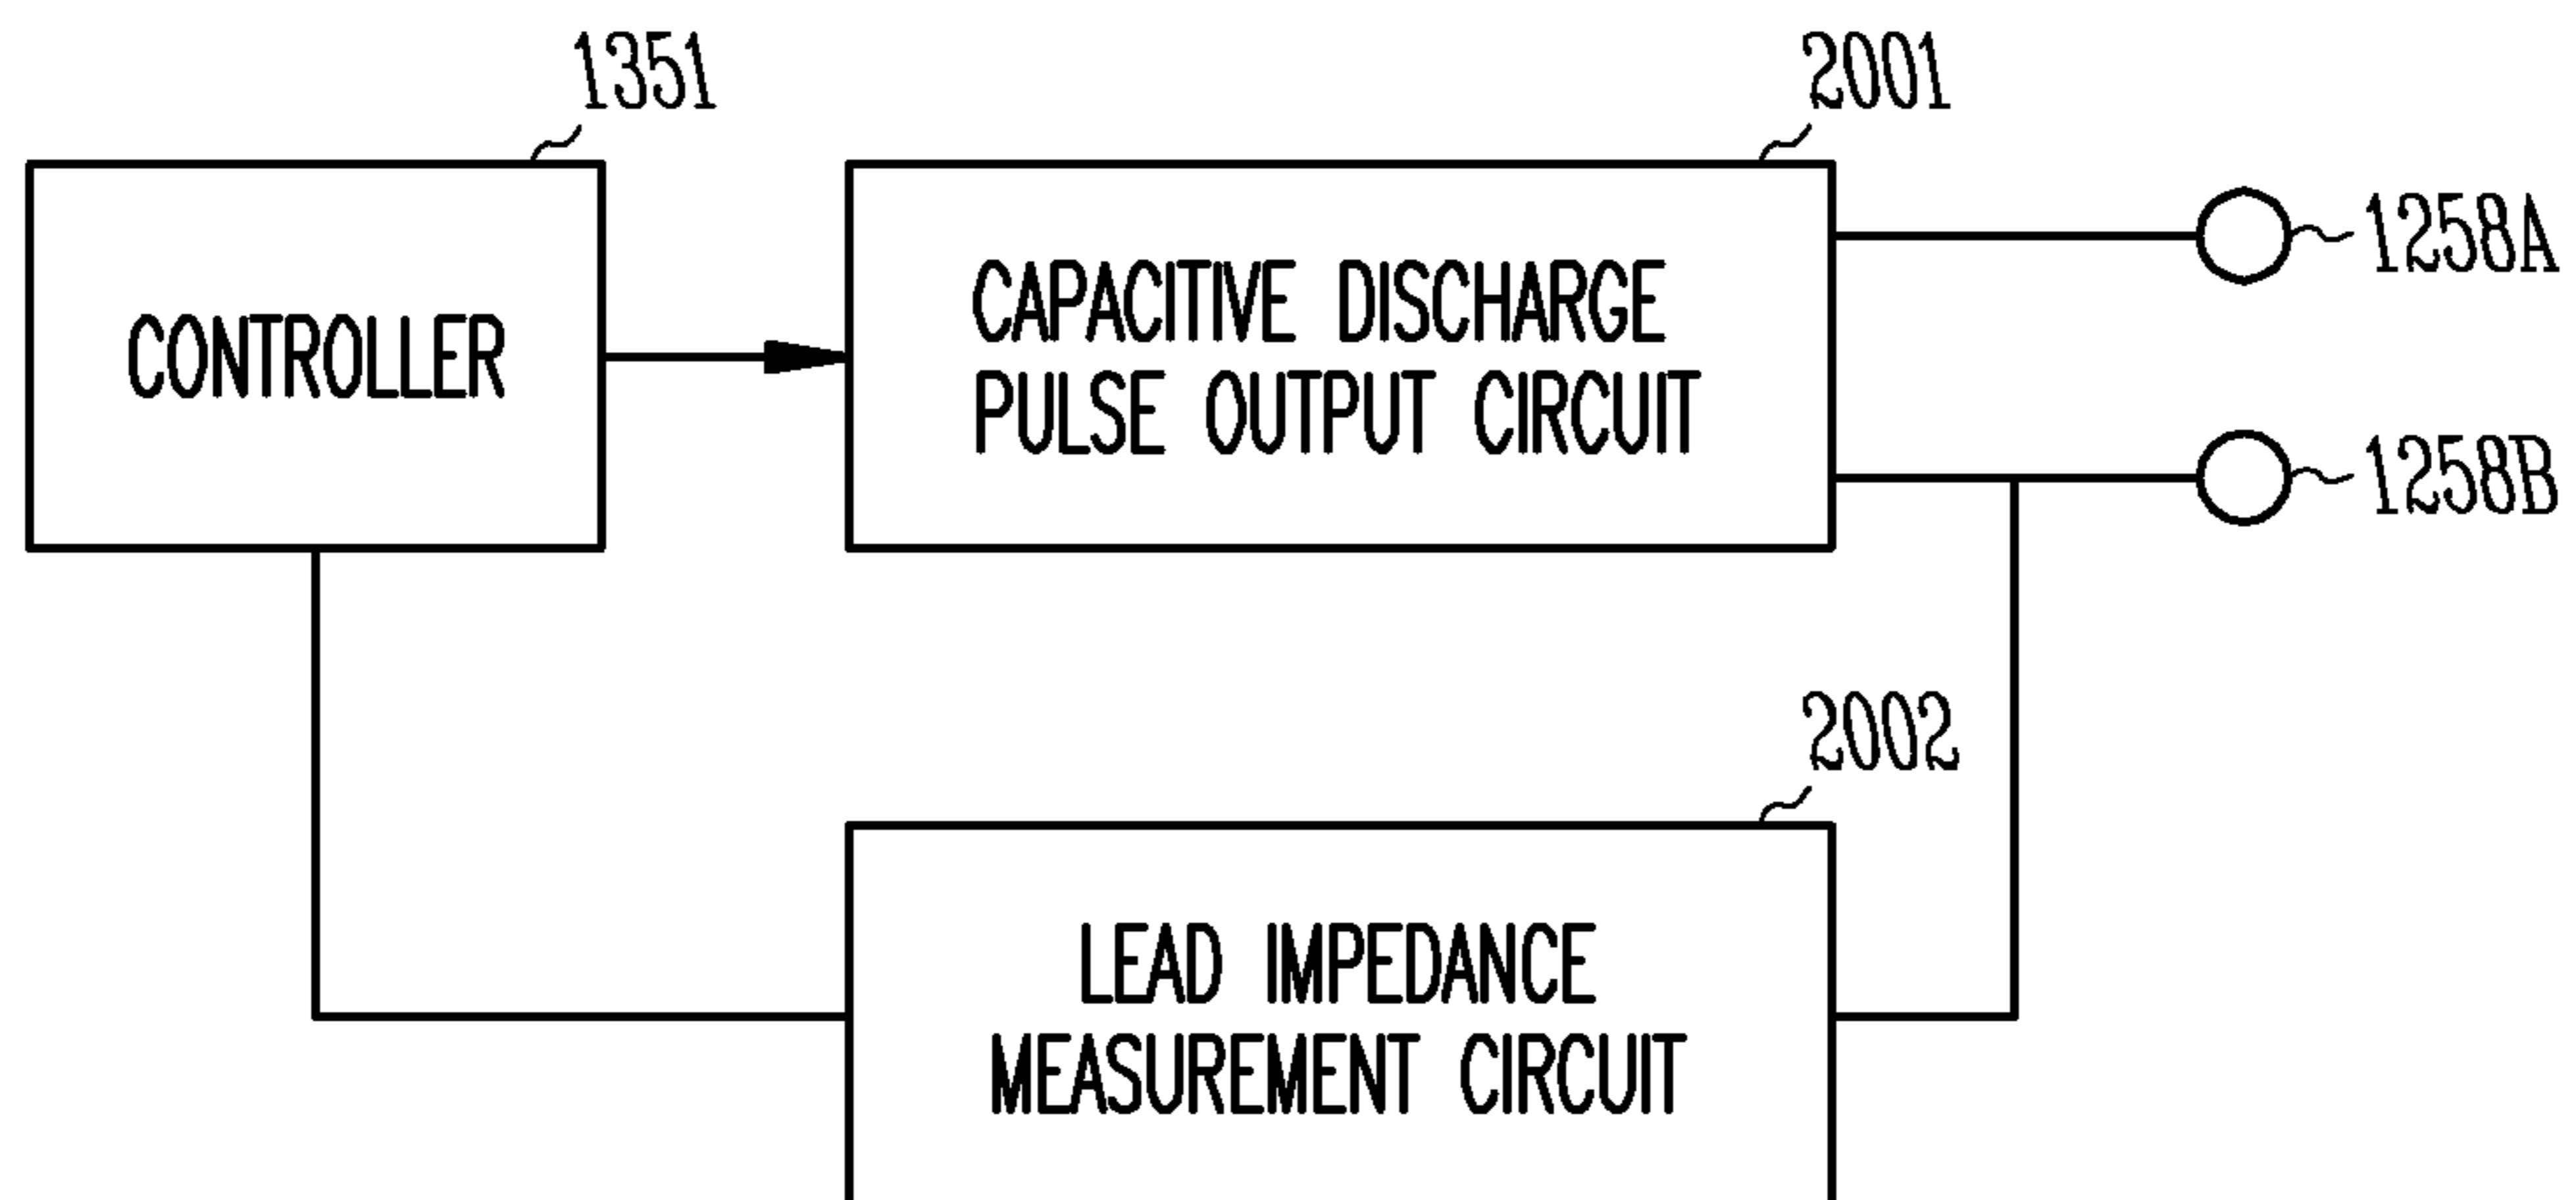 1351
2001
1258A
CONTROLLER
CAPACITIVE DISCHARGE
PULSE OUTPUT CIRCUIT
1258B
2002
LEAD IMPEDANCE
MEASUREMENT CIRCUIT